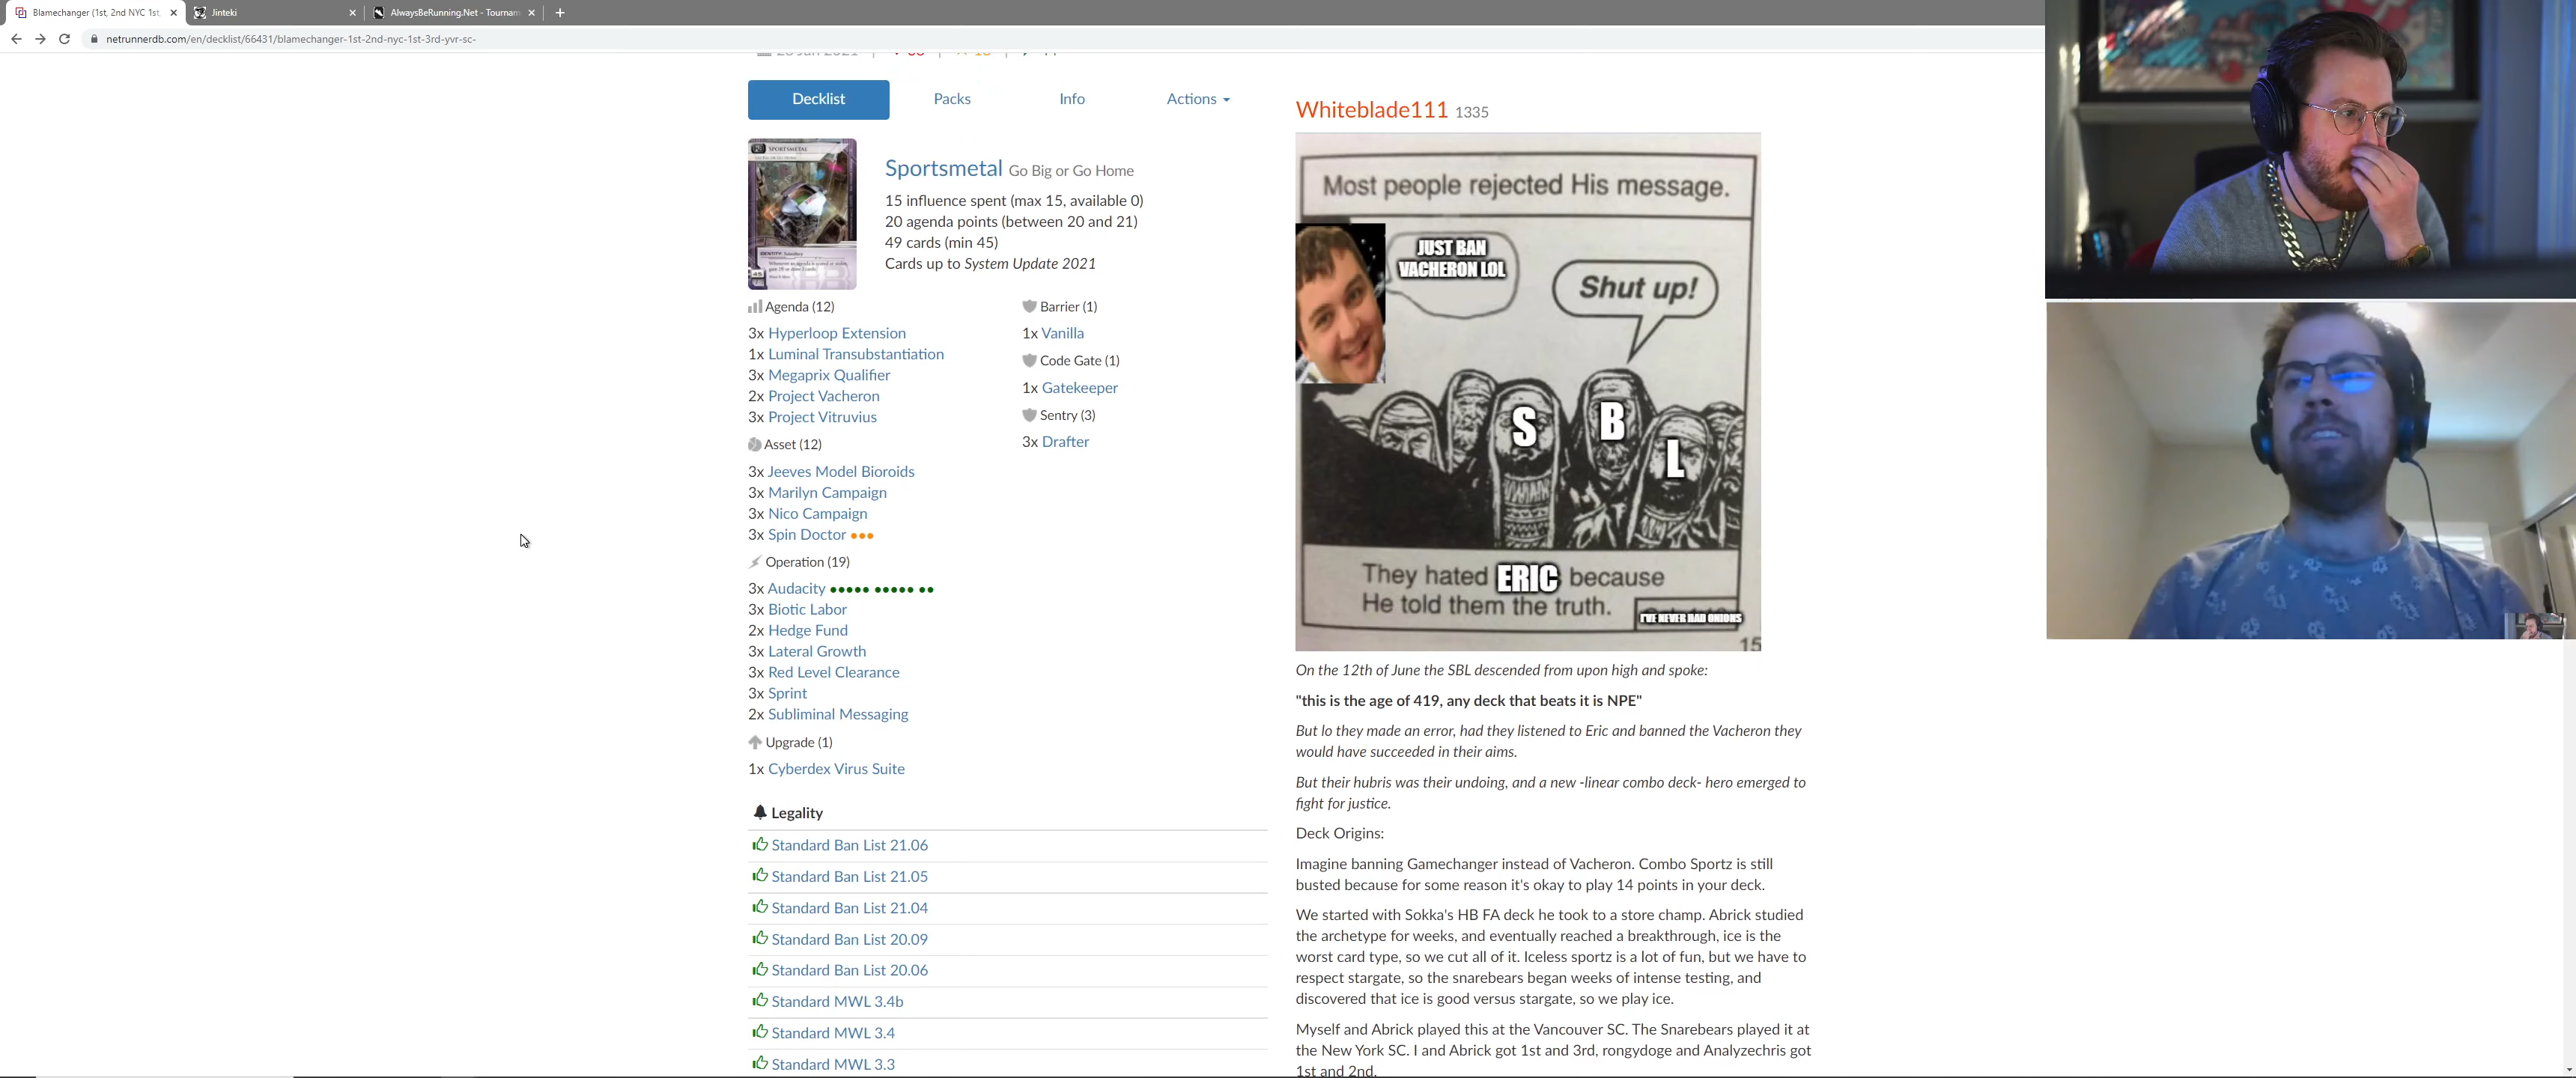 Blamechanger (1st, 2nd NYC 1st,
Jinteki
AlwaysBeRunning.Net - Tournam
netrunnerdb.com/en/decklist/66431/blamechanger-1st-2nd-nyc-1st-3rd-yvr-sc-
Decklist
Packs
Info
Actions
Sportsmetal Go Big or Go Home
15 influence spent (max 15, available 0)
20 agenda points (between 20 and 21)
49 cards (min 45)
Cards up to System Update 2021
SPORTSMETAL
Agenda (12)
3x Hyperloop Extension
1x Luminal Transubstantiation
3x Megaprix Qualifier
2x Project Vacheron
3x Project Vitruvius
Asset (12)
3x Jeeves Model Bioroids
3x Marilyn Campaign
3x Nico Campaign
3x Spin Doctor
Operation (19)
3x Audacity
3x Biotic Labor
2x Hedge Fund
3x Lateral Growth
3x Red Level Clearance
3x Sprint
2x Subliminal Messaging
Upgrade (1)
1x Cyberdex Virus Suite
Barrier (1)
1x Vanilla
Code Gate (1)
1x Gatekeeper
Sentry (3)
3x Drafter
Legality
Standard Ban List 21.06
Standard Ban List 21.05
Standard Ban List 21.04
Standard Ban List 20.09
Standard Ban List 20.06
Standard MWL 3.4b
Standard MWL 3.4
Standard MWL 3.3
Whiteblade111 1335
Most people rejected His message.
JUST BAN
VACHERON LOL
Shut up!
S
B
L
They hated ERIC because
He told them the truth.
I'VE NEVER HAD ONIONS
15
On the 12th of June the SBL descended from upon high and spoke:
"this is the age of 419, any deck that beats it is NPE"
But lo they made an error, had they listened to Eric and banned the Vacheron they
would have succeeded in their aims.
But their hubris was their undoing, and a new -linear combo deck- hero emerged to
fight for justice.
Deck Origins:
Imagine banning Gamechanger instead of Vacheron. Combo Sportz is still
busted because for some reason it's okay to play 14 points in your deck.
We started with Sokka's HB FA deck he took to a store champ. Abrick studied
the archetype for weeks, and eventually reached a breakthrough, ice is the
worst card type, so we cut all of it. Iceless sportz is a lot of fun, but we have to
respect stargate, so the snarebears began weeks of intense testing, and
discovered that ice is good versus stargate, so we play ice.
Myself and Abrick played this at the Vancouver SC. The Snarebears played it at
the New York SC. I and Abrick got 1st and 3rd, rongydoge and Analyzechris got
1st and 2nd.